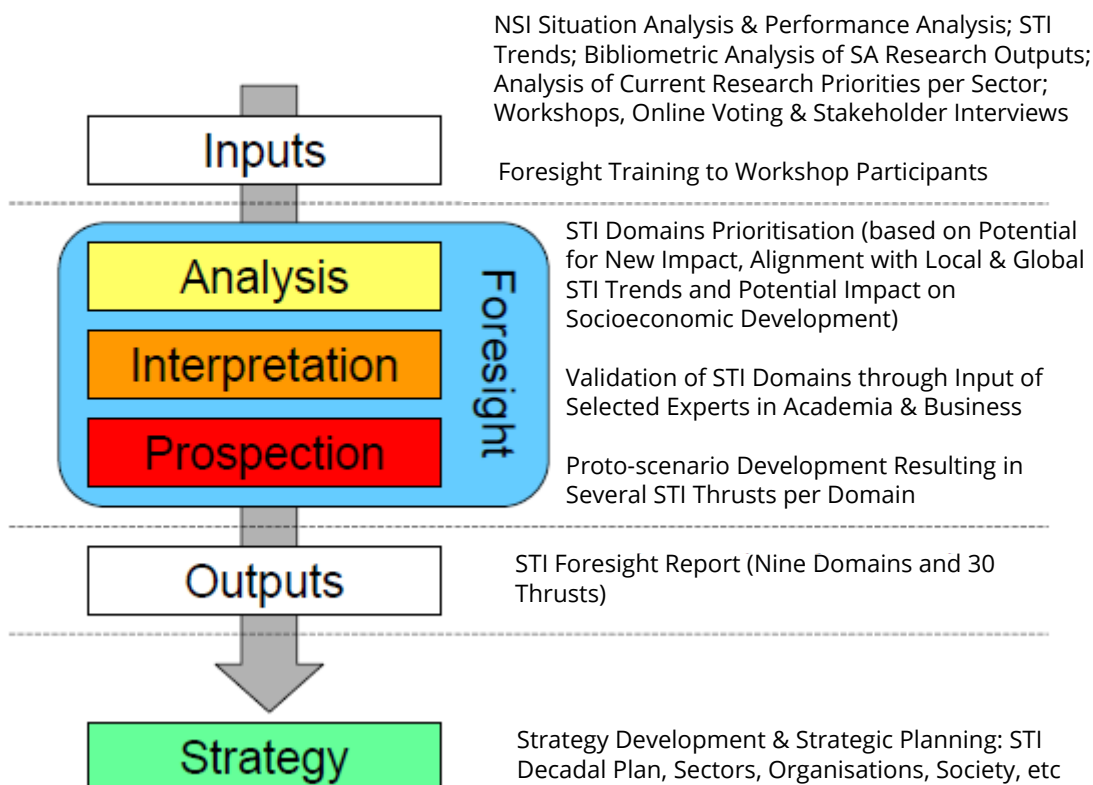 NSI Situation Analysis & Performance Analysis; STI
Trends; Bibliometric Analysis of SA Research Outputs;
Analysis of Current Research Priorities per Sector;
Workshops, Online Voting & Stakeholder Interviews
Inputs
Foresight Training to Workshop Participants
STI Domains Prioritisation (based on Potential
for New Impact, Alignment with Local & Global
STI Trends and Potential Impact on
Socioeconomic Development)
Analysis
Interpretation
Prospection
Foresight
Validation of STI Domains through Input of
Selected Experts in Academia & Business
Proto-scenario Development Resulting in
Several STI Thrusts per Domain
Outputs
STI Foresight Report (Nine Domains and 30
Thrusts)
Strategy
Strategy Development & Strategic Planning: STI
Decadal Plan, Sectors, Organisations, Society, etc